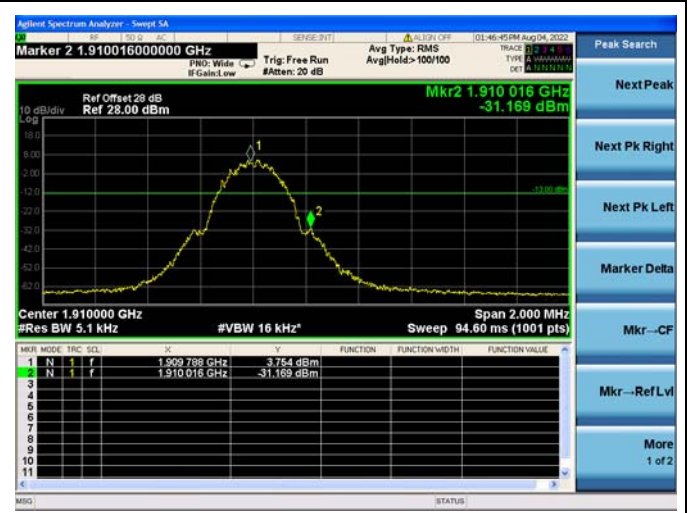 Agilent Spectrum Analyzer - Swept SA
RF 50 Ω AC SENSE:INT ALIGN OFF 01:46:45PM Aug 04, 2022
Marker 2 1.910016000000 GHz
PNO: Wide
IFGain:Low
Trig: Free Run
#Atten: 20 dB
Avg Type: RMS
Avg|Hold:> 100/100
TRACE 1 2 3 4 5 6
TYPE
DET A N N N N N
Peak Search
Next Peak
Next Pk Right
Next Pk Left
Marker Delta
Mkr→CF
Mkr→RefLvl
More
1 of 2
Ref Offset 28 dB
10 dB/div Ref 28.00 dBm
Log
Mkr2 1.910 016 GHz
-31.169 dBm
18.0
8.00
-2.00
-12.0
-22.0
-32.0
-42.0
-52.0
-62.0
1
2
-13.00 dBm
Center 1.910000 GHz Span 2.000 MHz
#Res BW 5.1 kHz #VBW 16 kHz* Sweep 94.60 ms (1001 pts)
MKR MODE TRC SCL X Y FUNCTION FUNCTION WIDTH FUNCTION VALUE
1 N 1 f 1.909 788 GHz 3.754 dBm
2 N 1 f 1.910 016 GHz -31.169 dBm
3
4
5
6
7
8
9
10
11
MSG STATUS